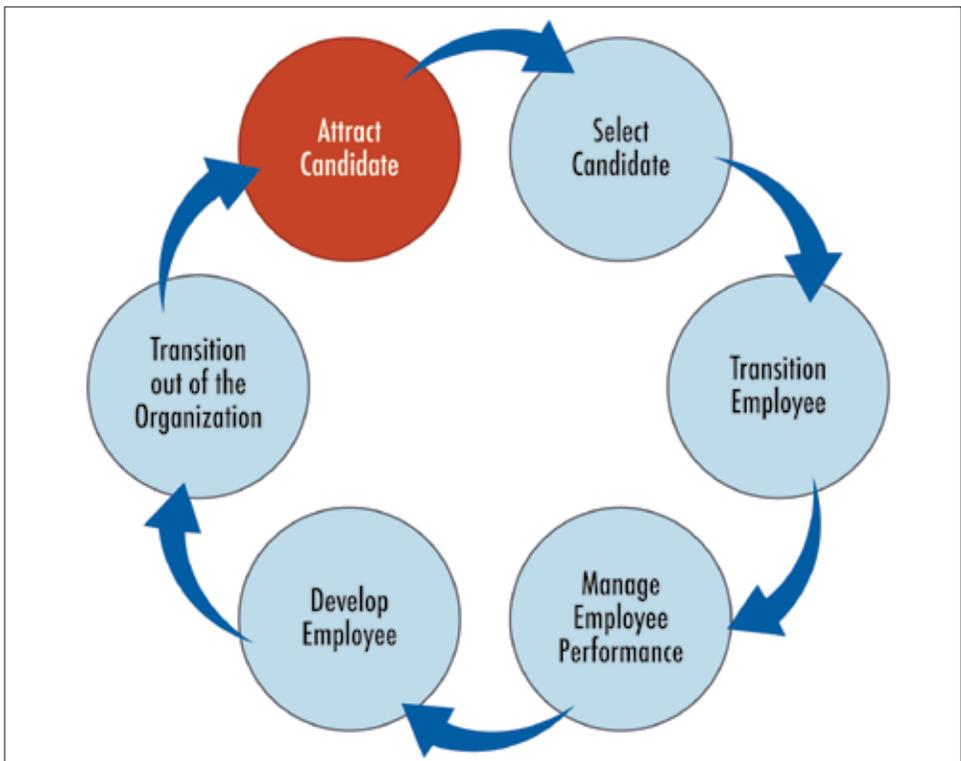 Attract
Candidate
Select
Candidate
Transition
Employee
Manage
Employee
Performance
Develop
Employee
Transition
out of the
Organization